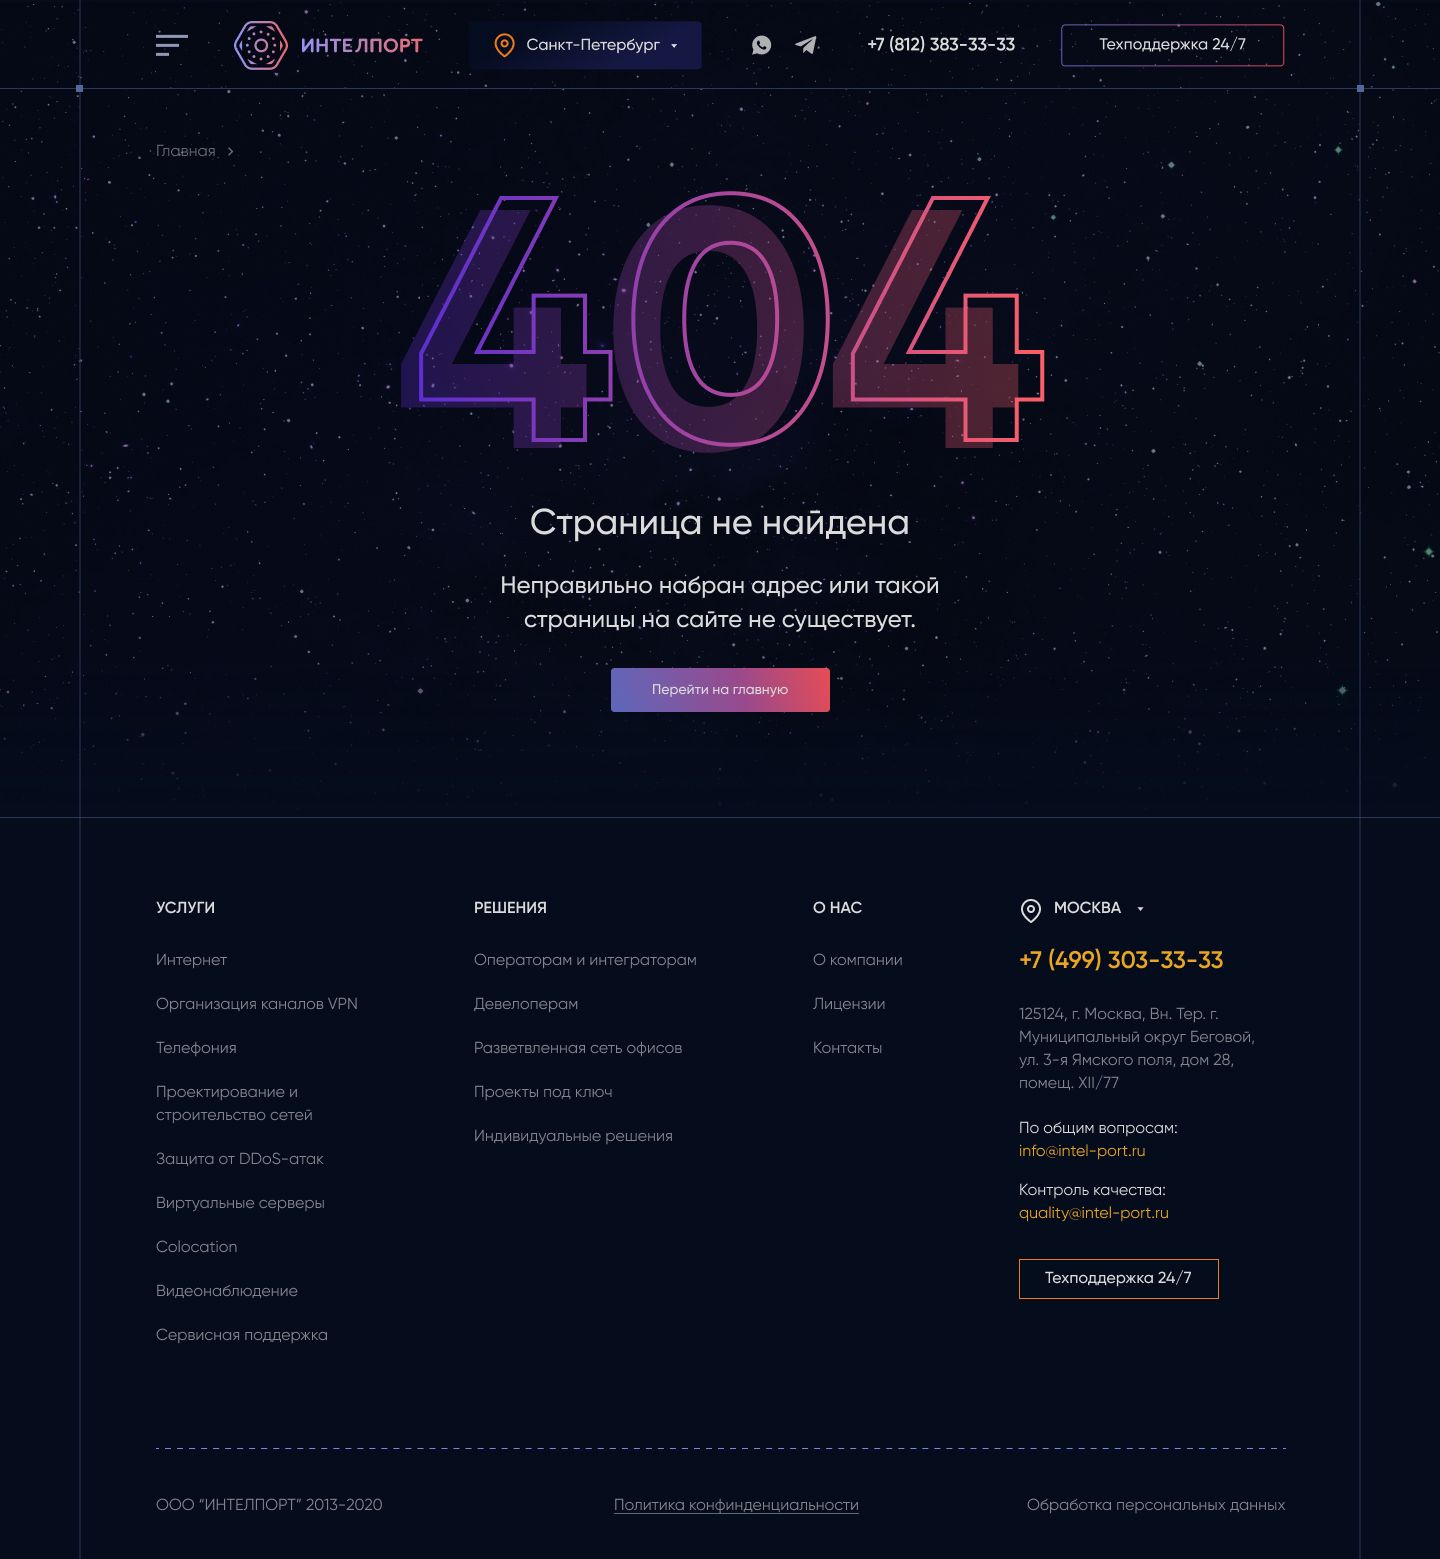 ИНТЕЛПОРТ
Санкт-Петербург
+7 (812) 383-33-33
Техподдержка 24/7
Главная
404
Страница не найдена
Неправильно набран адрес или такой
страницы на сайте не существует.
Перейти на главную
УСЛУГИ
Интернет
Организация каналов VPN
Телефония
Проектирование и
строительство сетей
Защита от DDoS-атак
Виртуальные серверы
Colocation
Видеонаблюдение
Сервисная поддержка
РЕШЕНИЯ
Операторам и интеграторам
Девелоперам
Разветвленная сеть офисов
Проекты под ключ
Индивидуальные решения
О НАС
О компании
Лицензии
Контакты
МОСКВА
+7 (499) 303-33-33
125124, г. Москва, Вн. Тер. г.
Муниципальный округ Беговой,
ул. 3-я Ямского поля, дом 28,
помещ. XII/77
По общим вопросам:
info@intel-port.ru
Контроль качества:
quality@intel-port.ru
Техподдержка 24/7
ООО “ИНТЕЛПОРТ” 2013-2020
Политика конфинденциальности
Обработка персональных данных